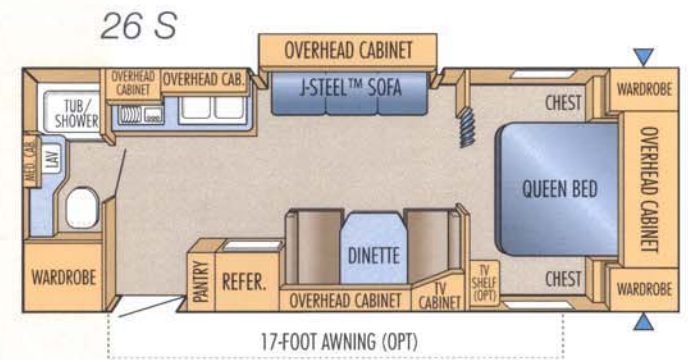 26 S
OVERHEAD CABINET
OVERHEAD
CABINET
OVERHEAD CAB.
J-STEEL™ SOFA
CHEST
WARDROBE
TUB/
SHOWER
MED. CAB.
LAV
QUEEN BED
OVERHEAD CABINET
WARDROBE
PANTRY
REFER.
DINETTE
OVERHEAD CABINET
TV
CABINET
TV
SHELF
(OPT)
CHEST
WARDROBE
17-FOOT AWNING (OPT)